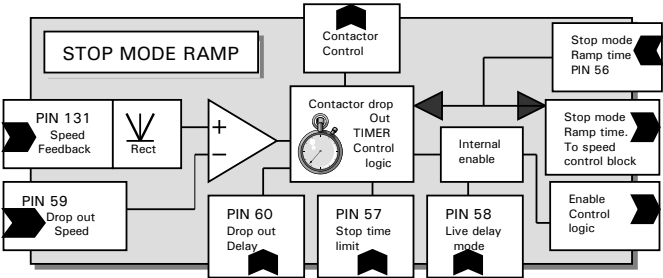 STOP MODE RAMP
Contactor
Control
Stop mode
Ramp time
PIN 56
PIN 131
Speed
Feedback
Rect
+
−
Contactor drop
Out
TIMER
Control
logic
Internal
enable
Stop mode
Ramp time.
To speed
control block
PIN 59
Drop out
Speed
PIN 60
Drop out
Delay
PIN 57
Stop time
limit
PIN 58
Live delay
mode
Enable
Control
logic